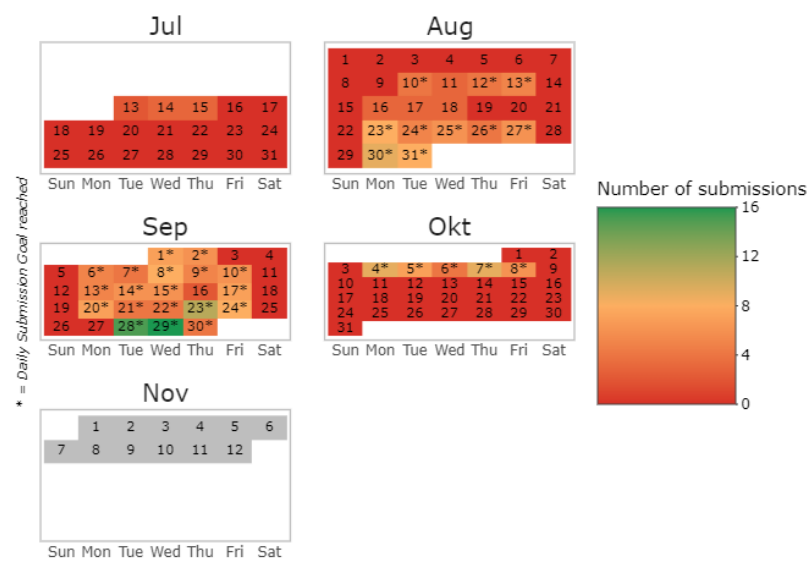 Jul
13 14 15 16 17
18 19 20 21 22 23 24
25 26 27 28 29 30 31
Sun Mon Tue Wed Thu Fri Sat
Aug
1 2 3 4 5 6 7
8 9 10* 11 12* 13* 14
15 16 17 18 19 20 21
22 23* 24* 25* 26* 27* 28
29 30* 31*
Sun Mon Tue Wed Thu Fri Sat
* = Daily Submission Goal reached
Sep
1* 2* 3 4
5 6* 7* 8* 9* 10* 11
12 13* 14* 15* 16 17* 18
19 20* 21* 22* 23* 24* 25
26 27 28* 29* 30*
Sun Mon Tue Wed Thu Fri Sat
Okt
1 2
3 4* 5* 6* 7* 8* 9
10 11 12 13 14 15 16
17 18 19 20 21 22 23
24 25 26 27 28 29 30
31
Sun Mon Tue Wed Thu Fri Sat
Number of submissions
16
12
8
4
0
Nov
1 2 3 4 5 6
7 8 9 10 11 12
Sun Mon Tue Wed Thu Fri Sat